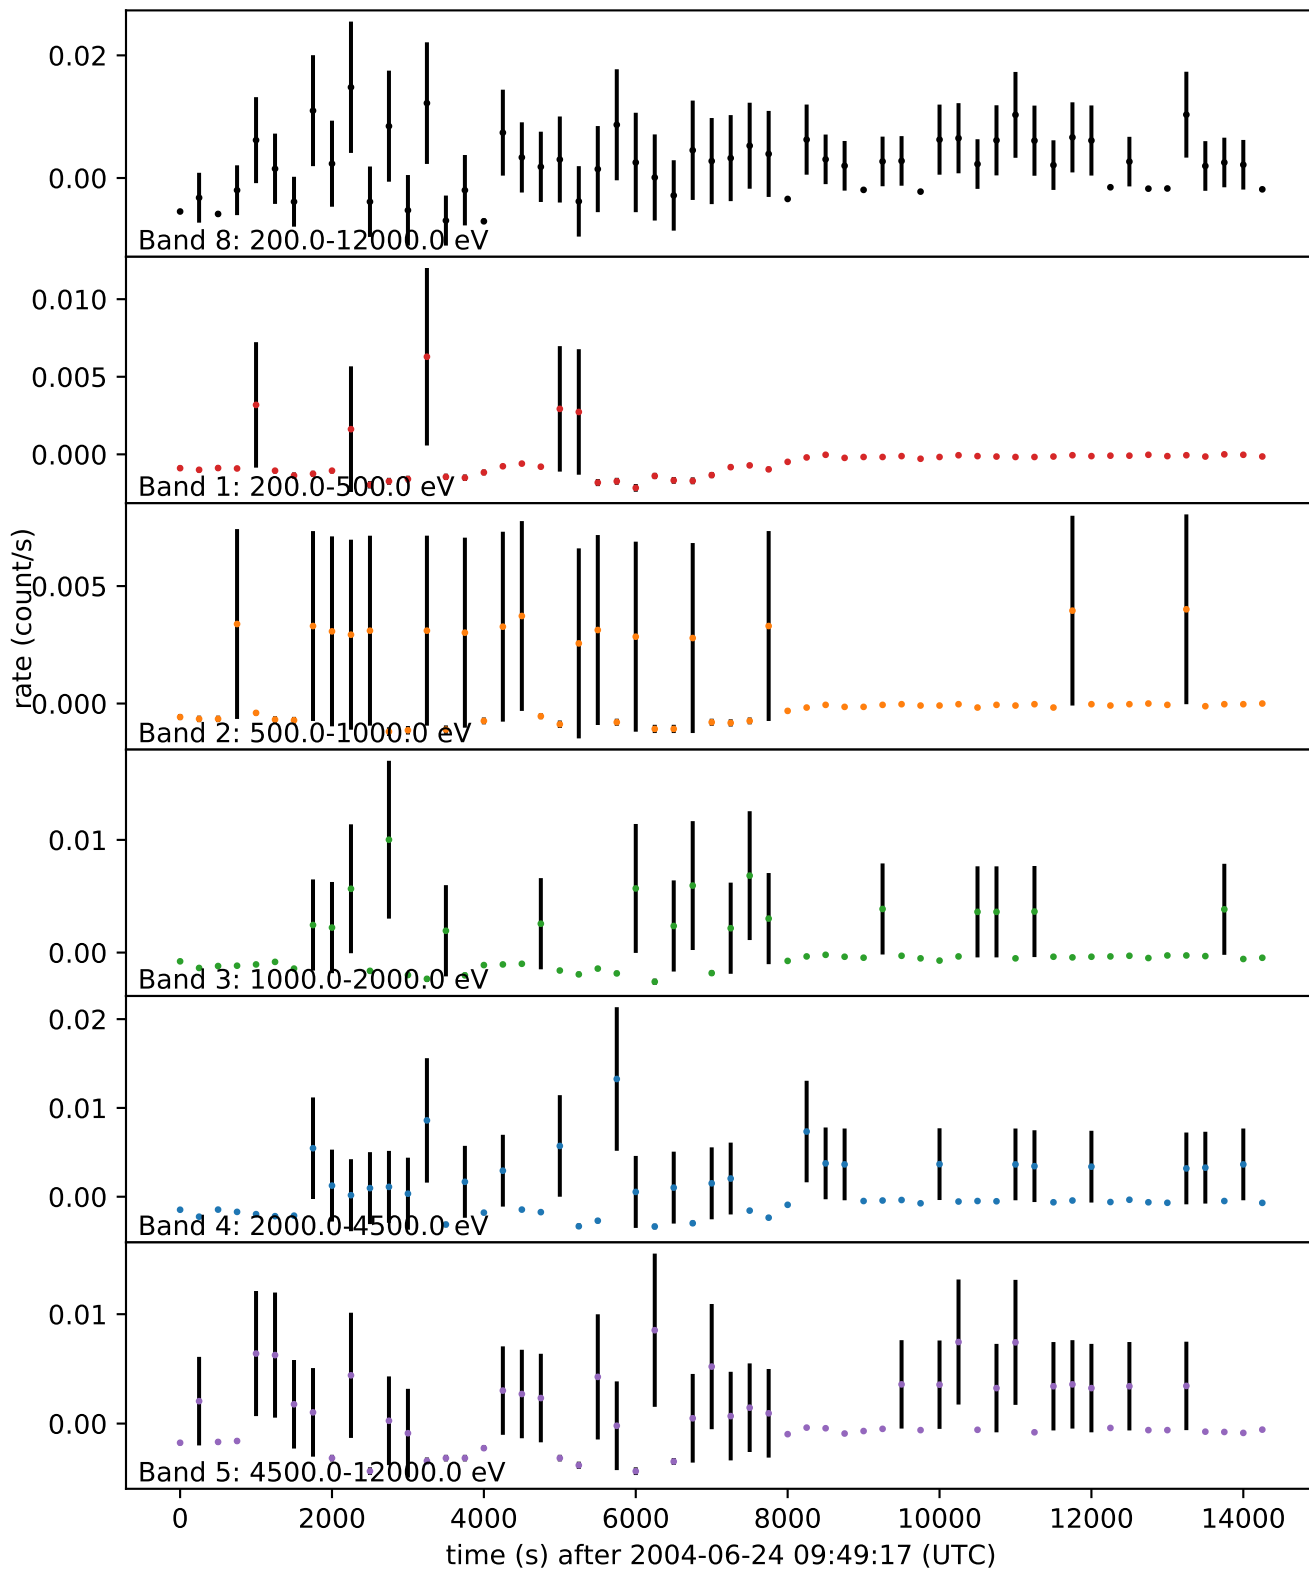 0.02
0.00
Band 8: 200.0-12000.0 eV
0.010
0.005
0.000
Band 1: 200.0-500.0 eV
rate (count/s)
0.005
0.000
Band 2: 500.0-1000.0 eV
0.01
0.00
Band 3: 1000.0-2000.0 eV
0.02
0.01
0.00
Band 4: 2000.0-4500.0 eV
0.01
0.00
Band 5: 4500.0-12000.0 eV
0 2000 4000 6000 8000 10000 12000 14000
time (s) after 2004-06-24 09:49:17 (UTC)